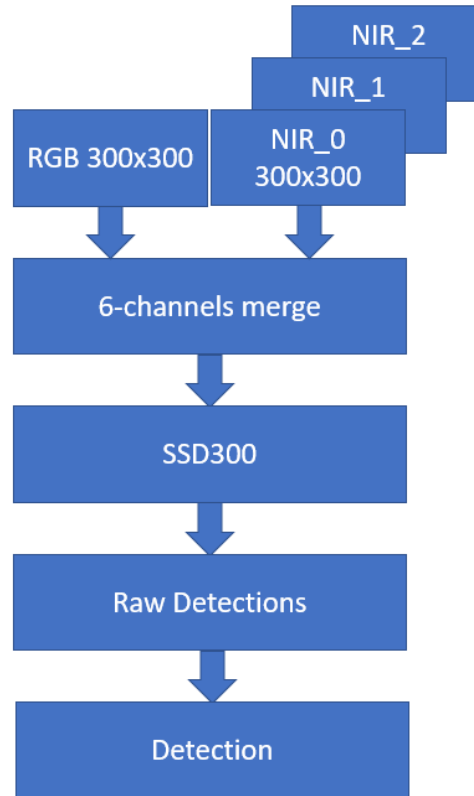 NIR_2
NIR_1
RGB 300x300
NIR_0
300x300
6-channels merge
SSD300
Raw Detections
Detection